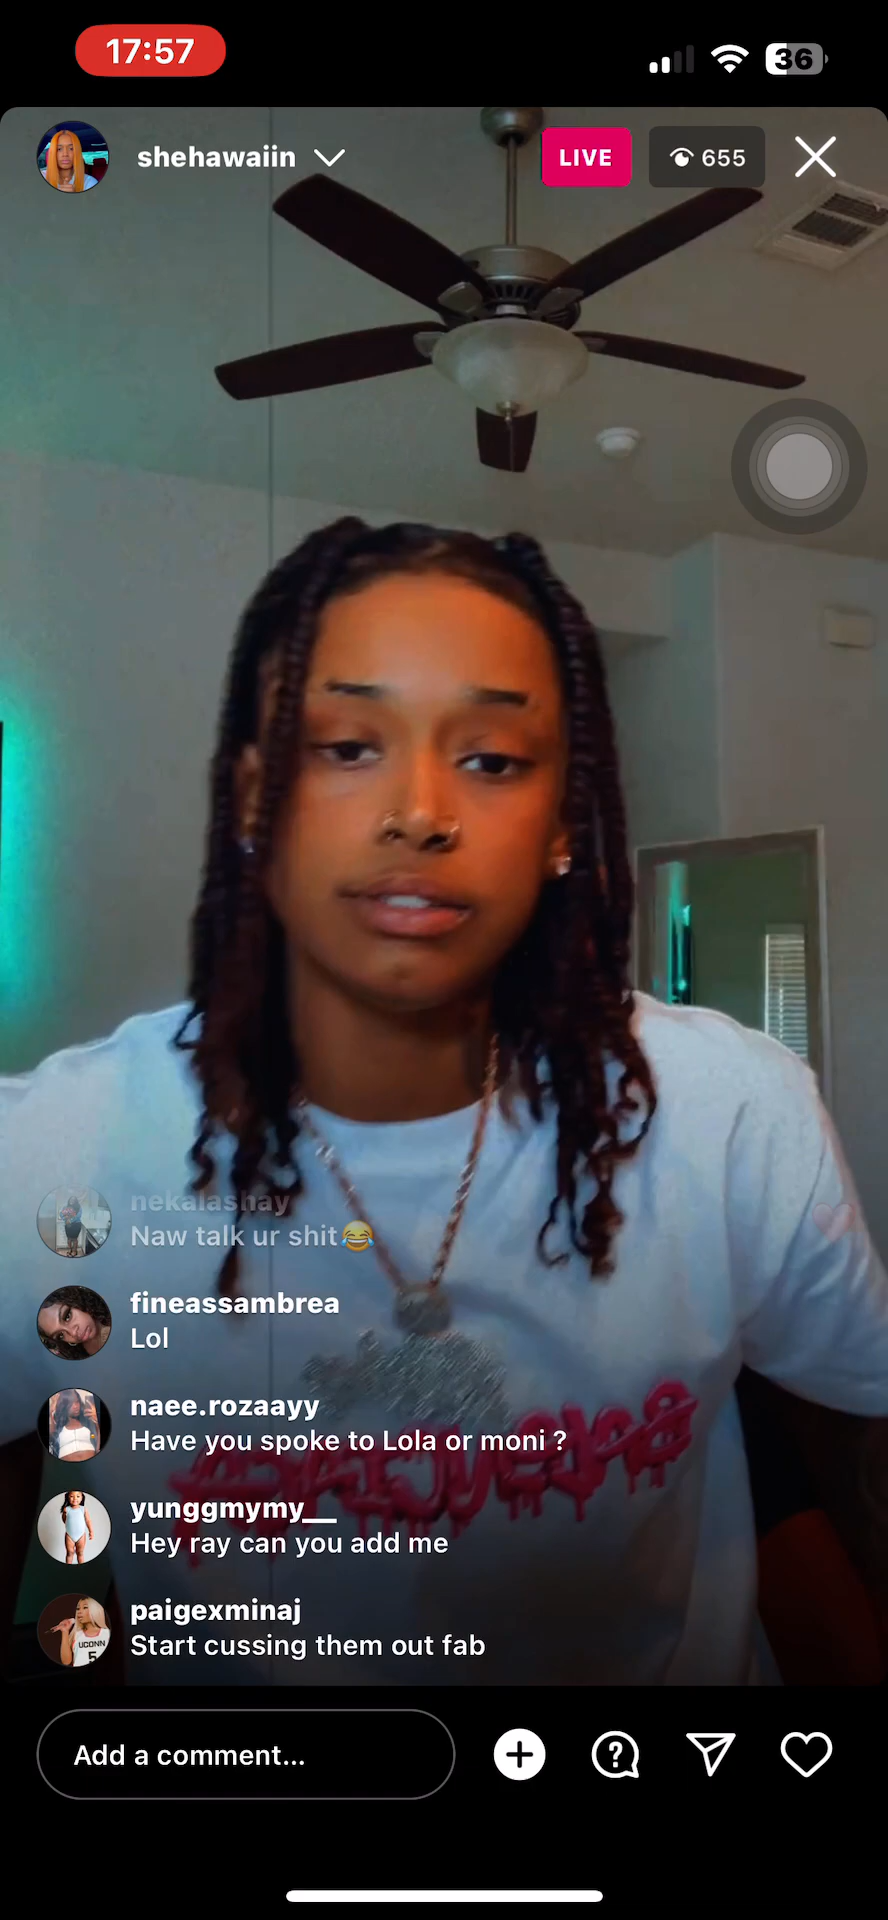 17:57
36
shehawaiin
LIVE
655
nekalashay
Naw talk ur shit😂
fineassambrea
Lol
naee.rozaayy
Have you spoke to Lola or moni ?
yunggmymy__
Hey ray can you add me
paigexminaj
Start cussing them out fab
UCONN
5
Add a comment...